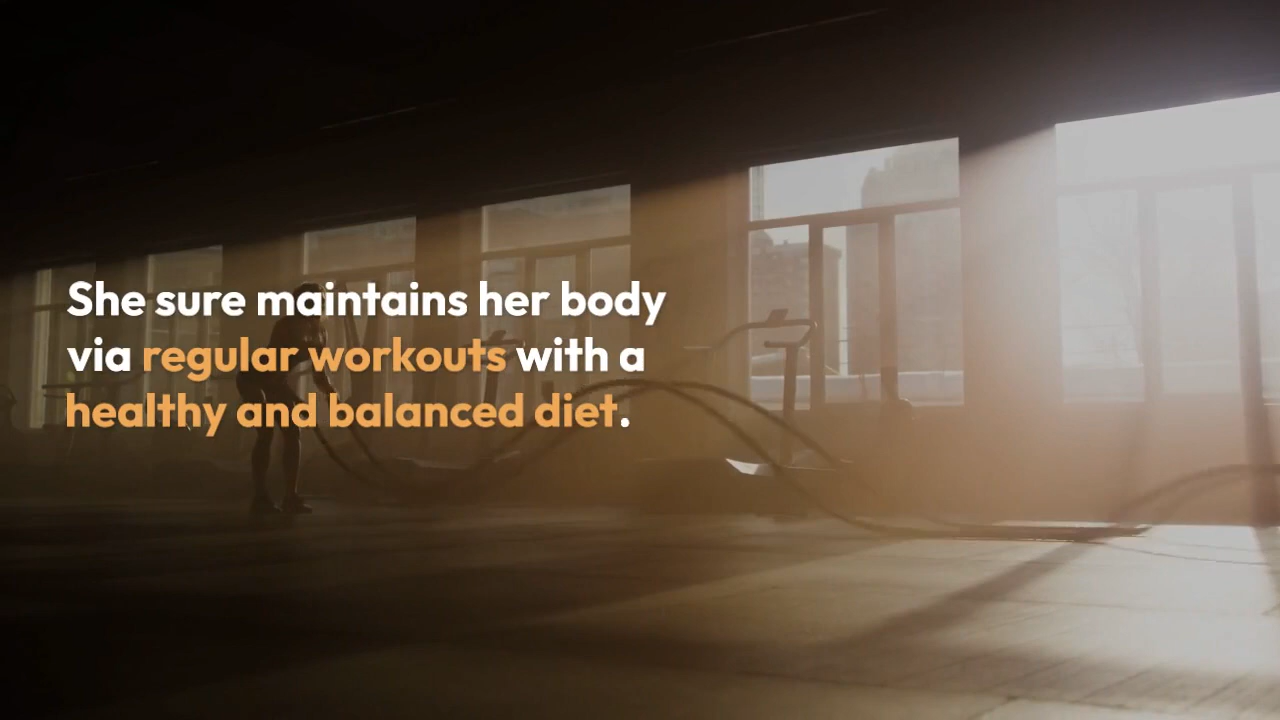 She sure maintains her body
via regular workouts with a
healthy and balanced diet.